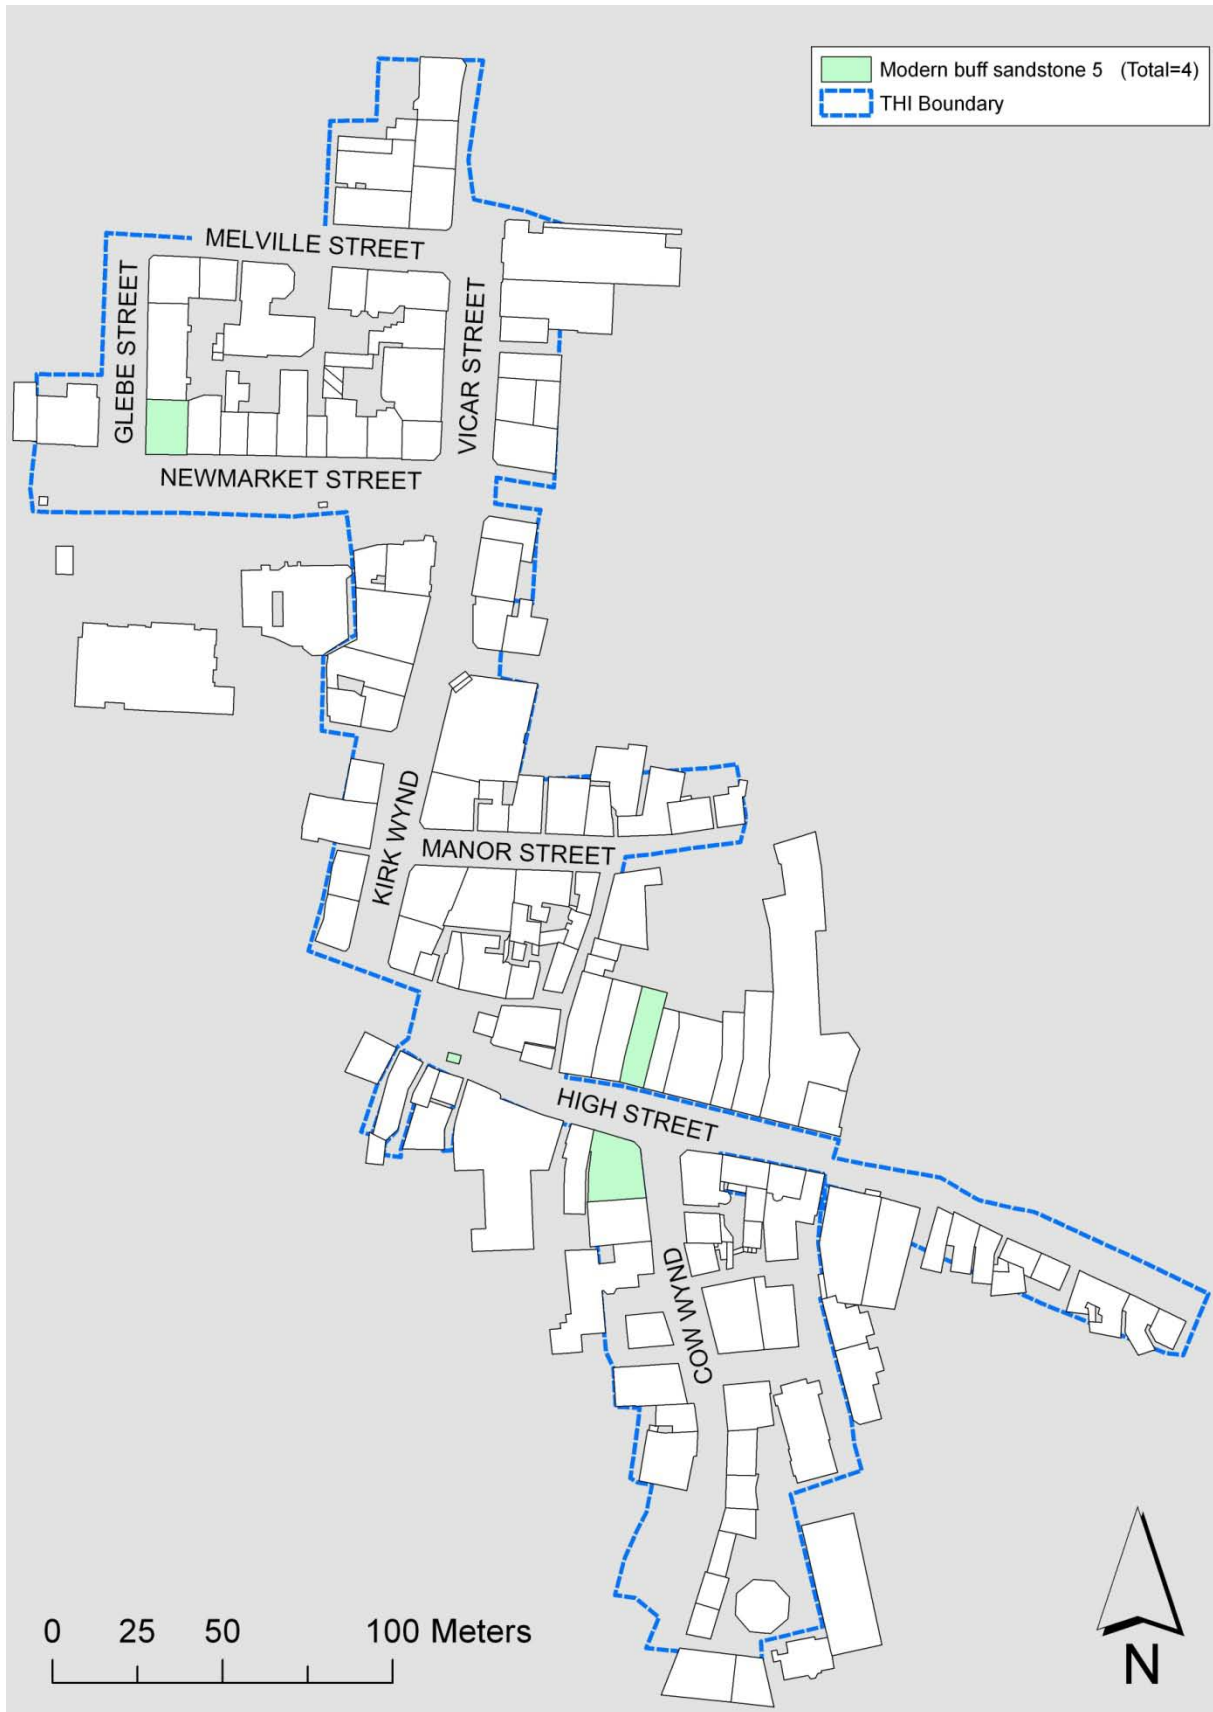 Modern buff sandstone 5 (Total=4)
THI Boundary
MELVILLE STREET
GLEBE STREET
VICAR STREET
NEWMARKET STREET
KIRK WYND
MANOR STREET
HIGH STREET
COW WYND
0 25 50 100 Meters
N